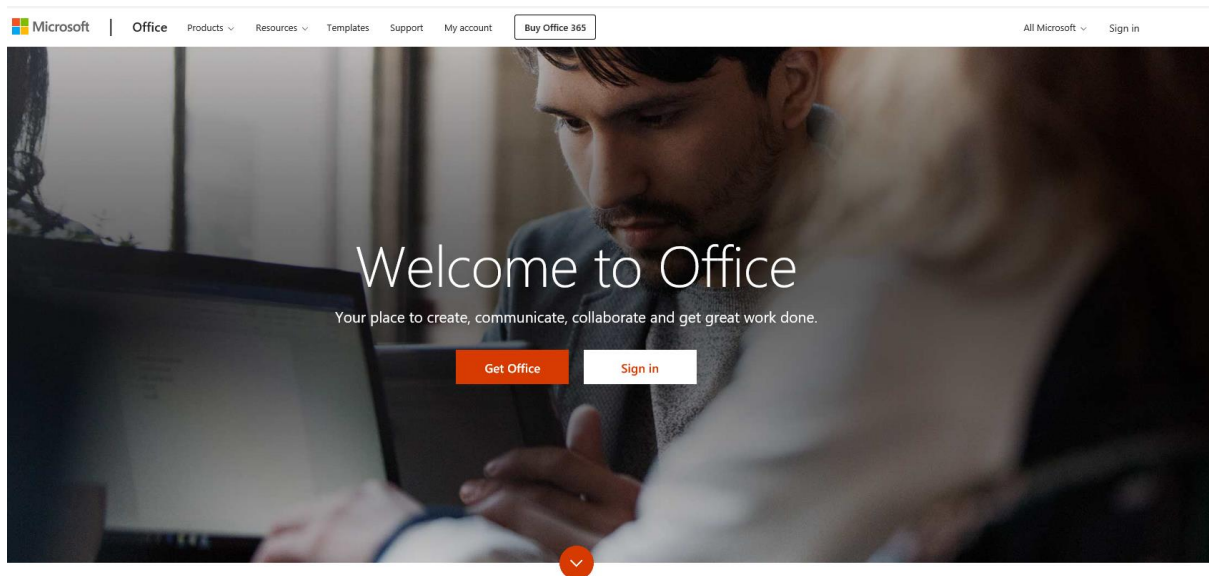 Microsoft | Office Products Resources Templates Support My account Buy Office 365 All Microsoft Sign in
Welcome to Office
Your place to create, communicate, collaborate and get great work done.
Get Office Sign in